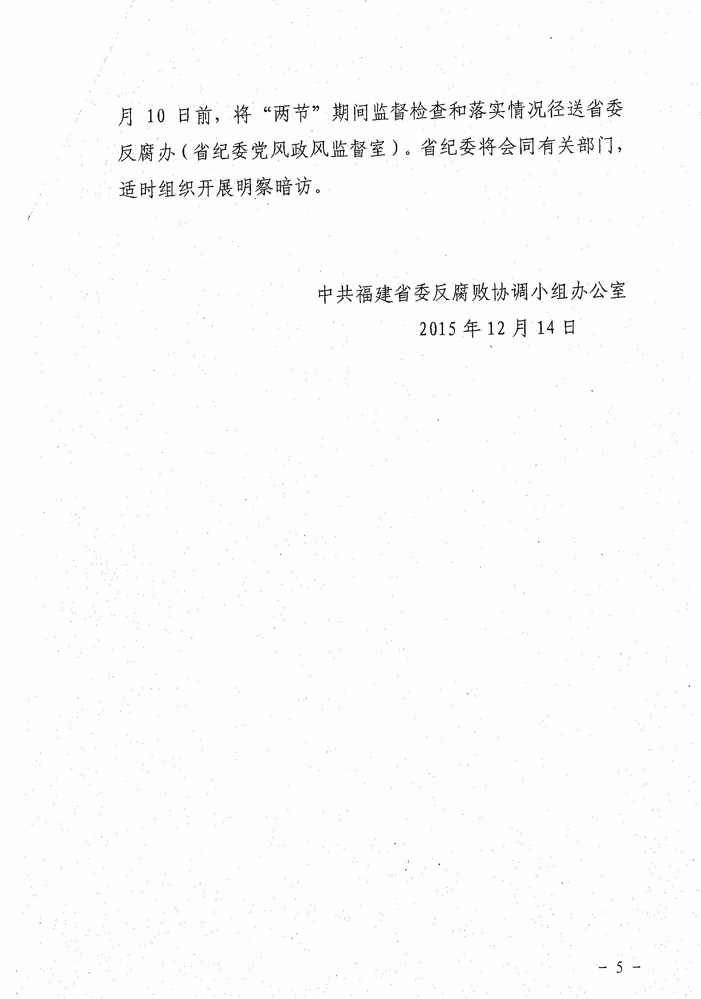 月 10 日前，将“两节”期间监督检查和落实情况径送省委
反腐办（省纪委党风政风监督室）。省纪委将会同有关部门，
适时组织开展明察暗访。
中共福建省委反腐败协调小组办公室
2015 年 12 月 14 日
- 5 -